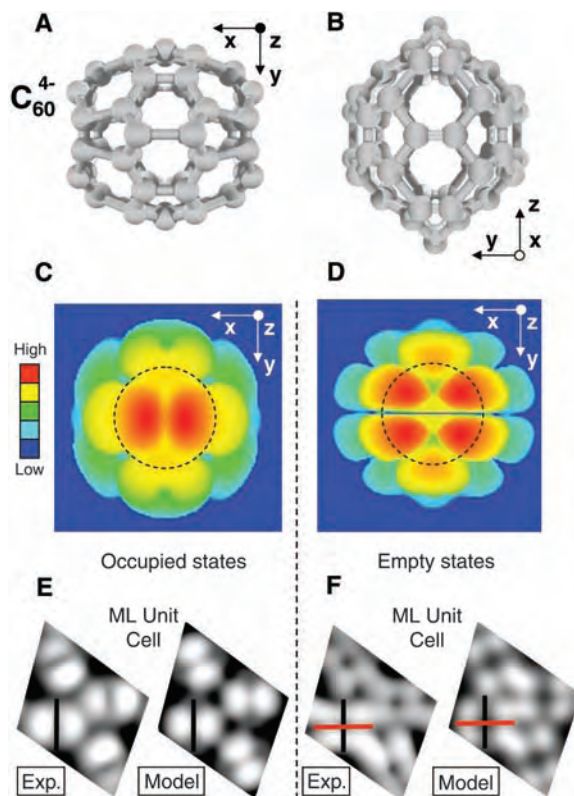 A
x
z
y
C60 4-
B
z
y
x
C
x
z
y
D
x
z
y
High
Low
Occupied states
Empty states
E
ML Unit
Cell
Exp.
Model
F
ML Unit
Cell
Exp.
Model